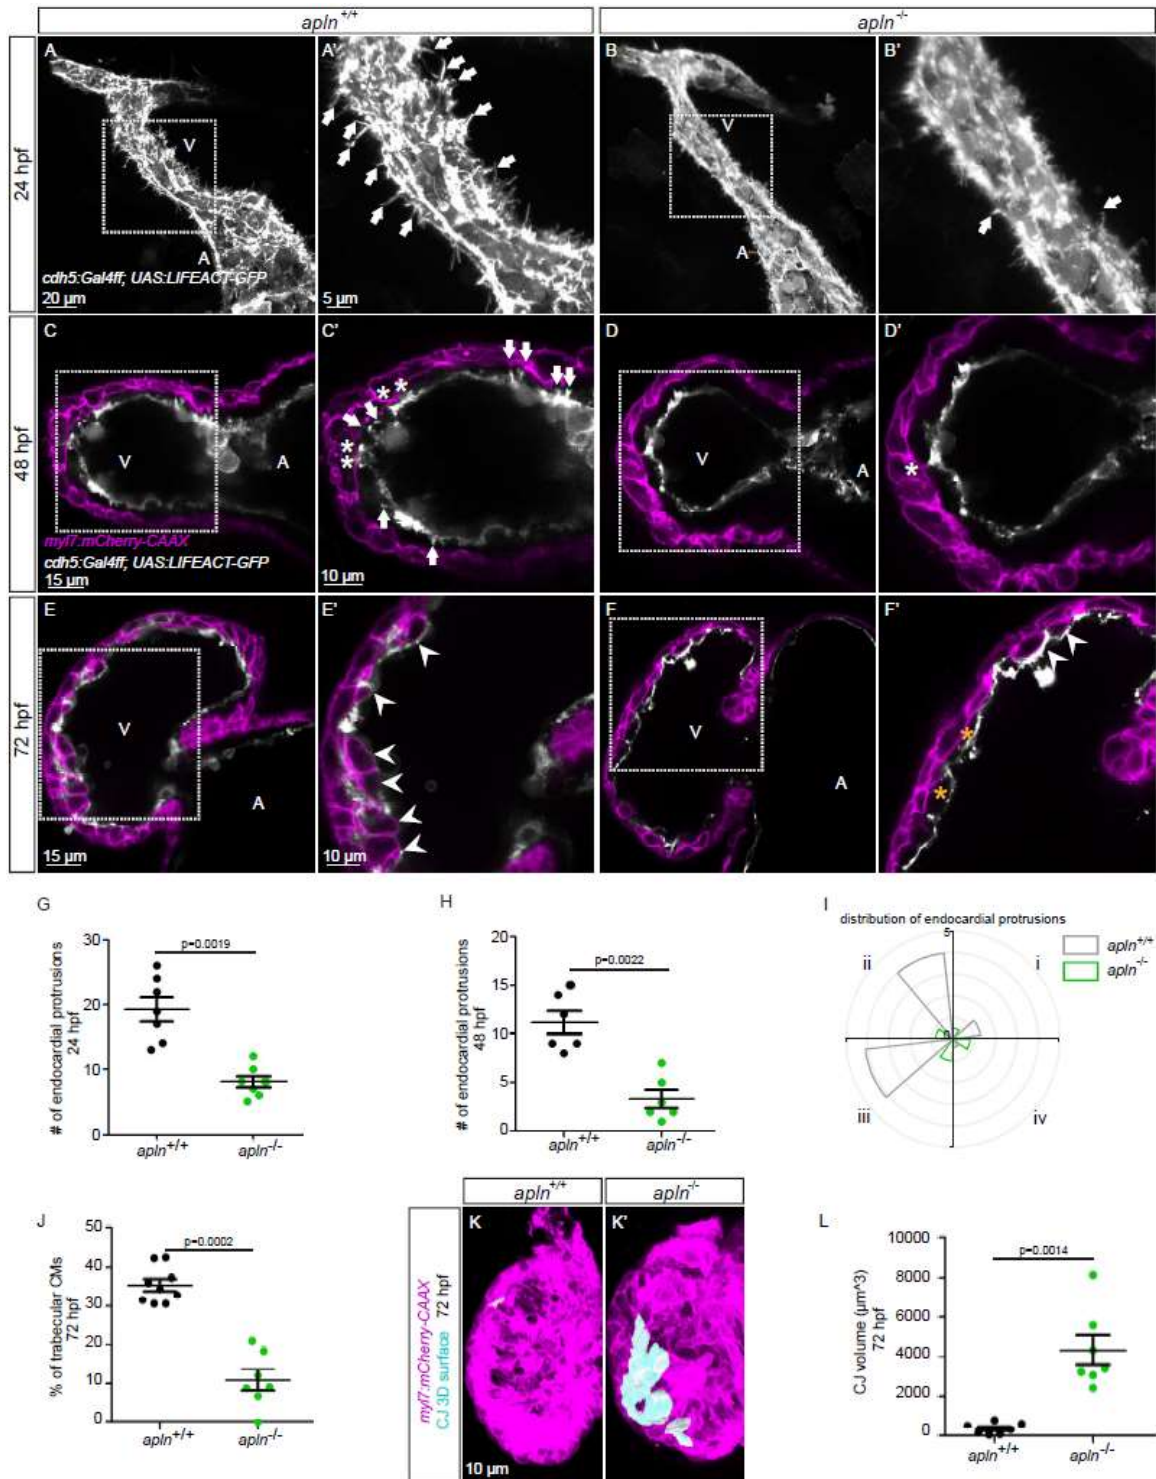 apln+/+
apln-/-
24 hpf
A
V
A
cdh5:Gal4ff; UAS:LIFEACT-GFP
20 µm
A'
5 µm
B
V
A
B'
48 hpf
C
V
A
myl7:mCherry-CAAX
cdh5:Gal4ff; UAS:LIFEACT-GFP
15 µm
C'
* *
* *
10 µm
D
V
A
D'
*
72 hpf
E
V
A
15 µm
E'
10 µm
F
V
A
F'
*
*
G
# of endocardial protrusions
24 hpf
30
20
10
0
p=0.0019
apln+/+
apln-/-
H
# of endocardial protrusions
48 hpf
20
15
10
5
0
p=0.0022
apln+/+
apln-/-
I
distribution of endocardial protrusions
5
0
ii
i
iii
iv
apln+/+
apln-/-
J
% of trabecular CMs
72 hpf
50
40
30
20
10
0
p=0.0002
apln+/+
apln-/-
apln+/+
apln-/-
myl7:mCherry-CAAX
CJ 3D surface
72 hpf
K
10 µm
K'
L
CJ volume (µm^3)
72 hpf
10000
8000
6000
4000
2000
0
p=0.0014
apln+/+
apln-/-